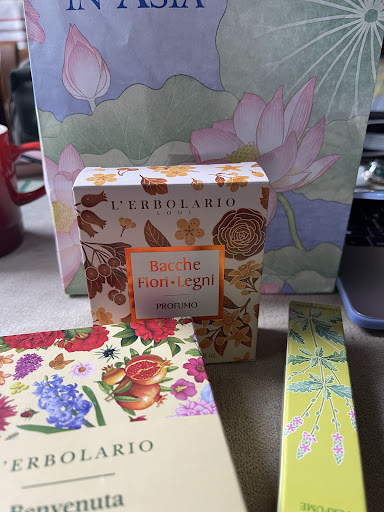 IN ASIA
L'ERBOLARIO
LODI
Bacche
Fiori•Legni
PROFUMO
L'ERBOLARIO
Benvenuta